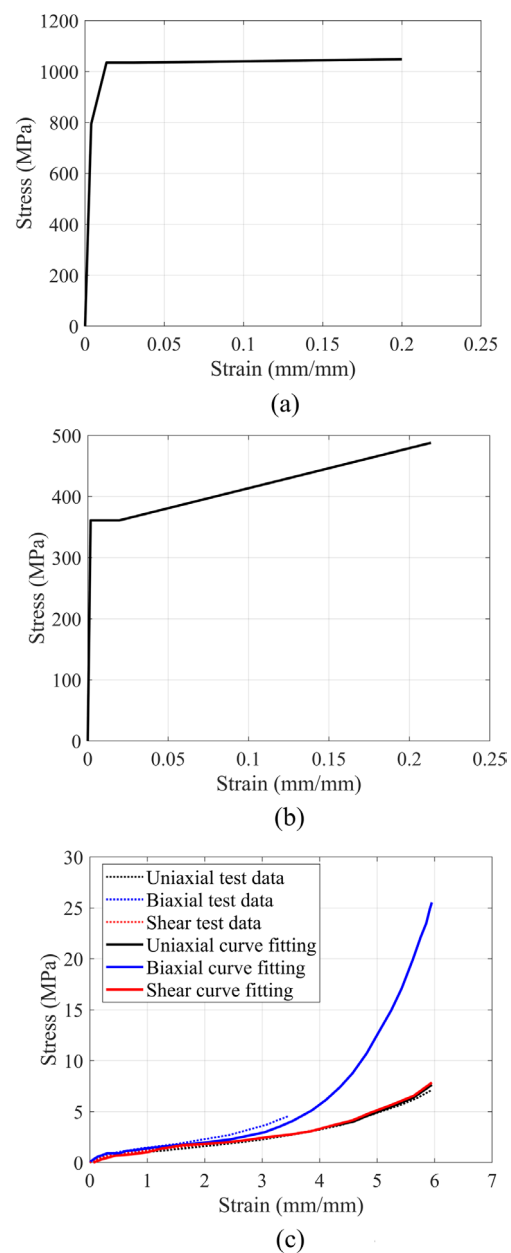 1200
1000
800
600
400
200
0
Stress (MPa)
0 0.05 0.1 0.15 0.2 0.25
Strain (mm/mm)
(a)
500
400
300
200
100
0
Stress (MPa)
0 0.05 0.1 0.15 0.2 0.25
Strain (mm/mm)
(b)
30
25
20
15
10
5
0
Stress (MPa)
Uniaxial test data
Biaxial test data
Shear test data
Uniaxial curve fitting
Biaxial curve fitting
Shear curve fitting
0 1 2 3 4 5 6 7
Strain (mm/mm)
(c)